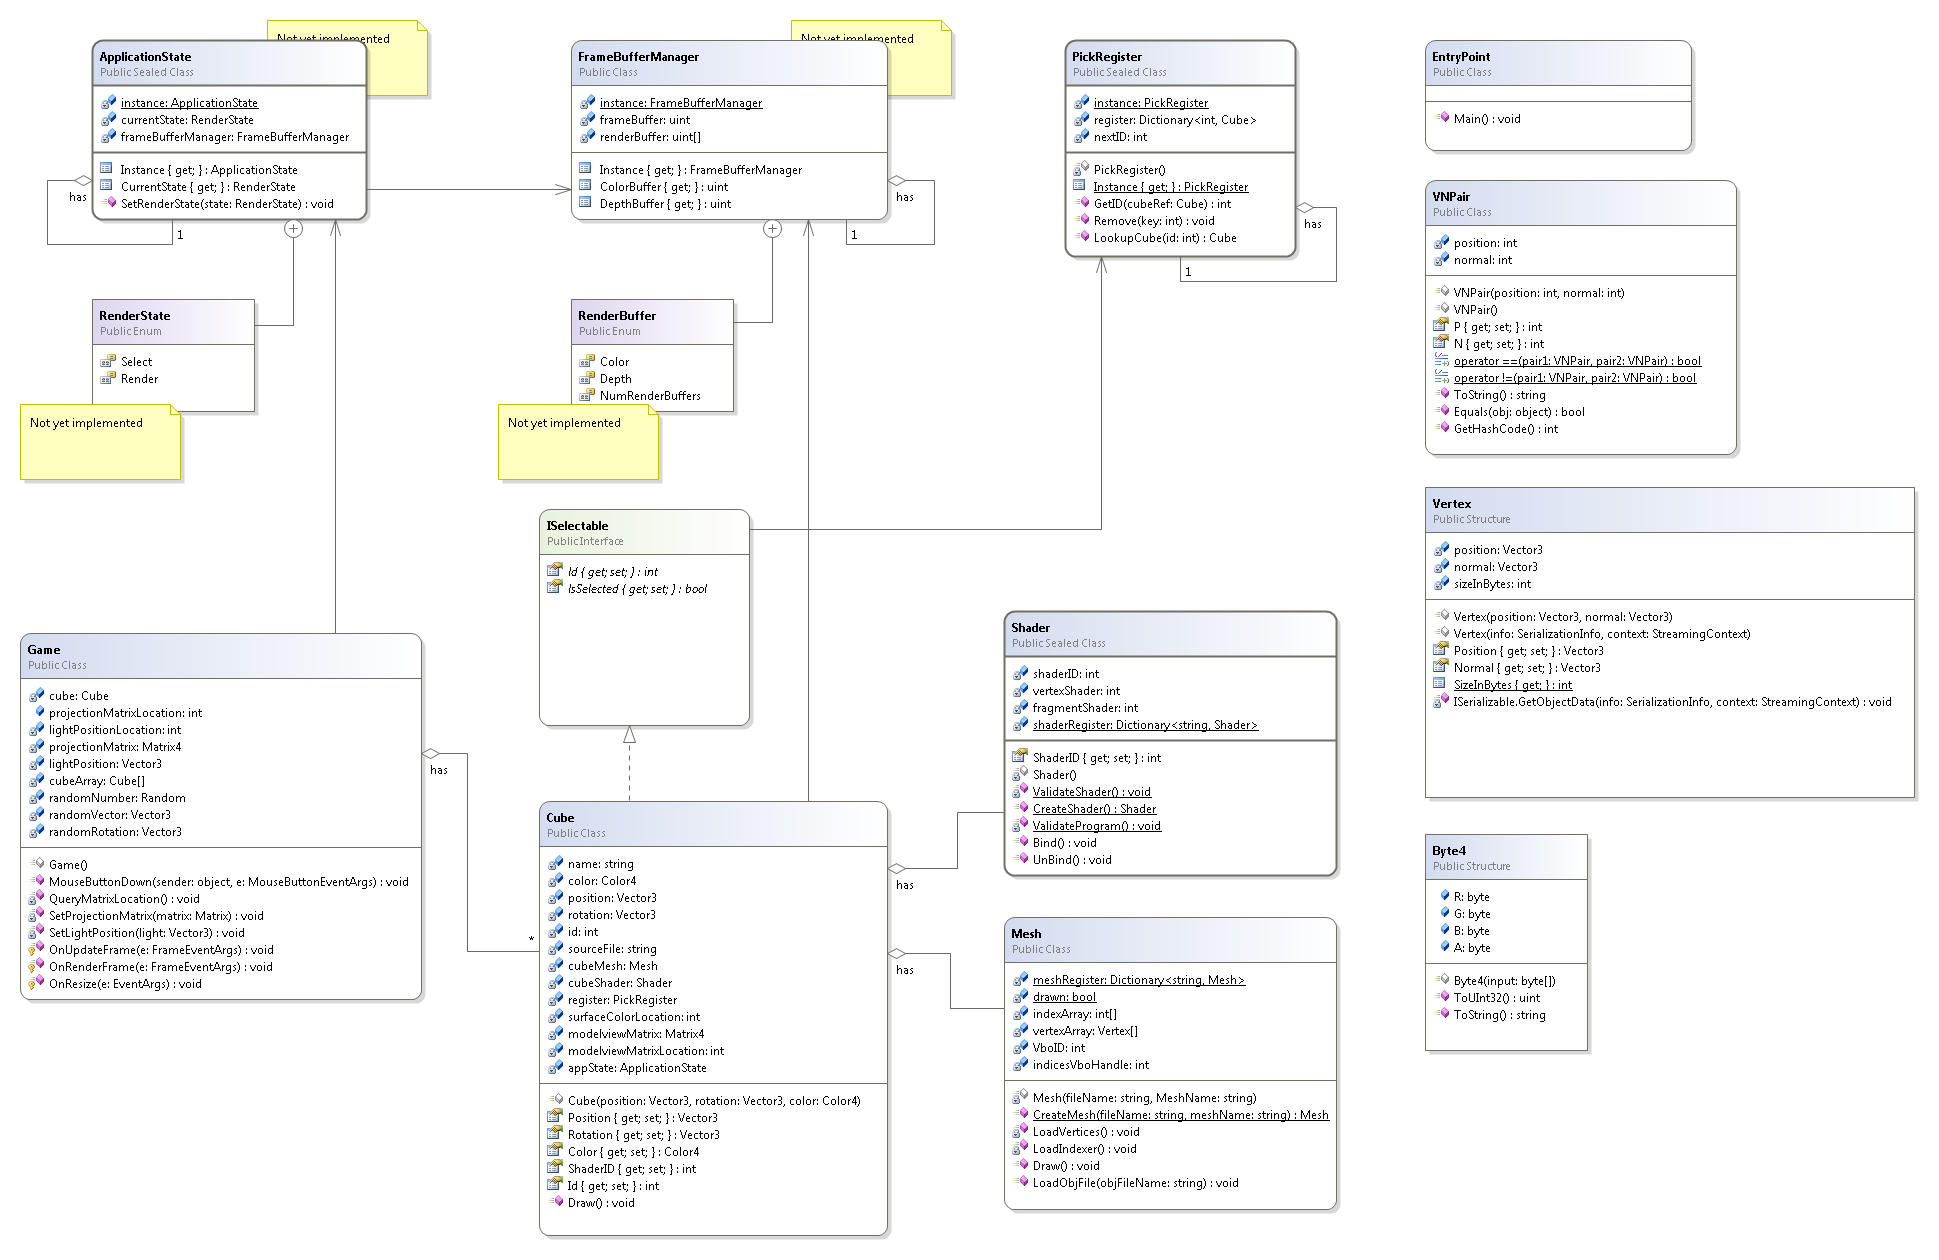 Not yet implemented
ApplicationState
Public Sealed Class
instance: ApplicationState
currentState: RenderState
frameBufferManager: FrameBufferManager
Instance { get; } : ApplicationState
CurrentState { get; } : RenderState
SetRenderState(state: RenderState) : void
has
1
Not yet implemented
FrameBufferManager
Public Class
instance: FrameBufferManager
frameBuffer: uint
renderBuffer: uint[]
Instance { get; } : FrameBufferManager
ColorBuffer { get; } : uint
DepthBuffer { get; } : uint
has
1
PickRegister
Public Sealed Class
instance: PickRegister
register: Dictionary<int, Cube>
nextID: int
PickRegister()
Instance { get; } : PickRegister
GetID(cubeRef: Cube) : int
Remove(key: int) : void
LookupCube(id: int) : Cube
has
1
EntryPoint
Public Class
Main() : void
VNPair
Public Class
position: int
normal: int
VNPair(position: int, normal: int)
VNPair()
P { get; set; } : int
N { get; set; } : int
operator ==(pair1: VNPair, pair2: VNPair) : bool
operator !=(pair1: VNPair, pair2: VNPair) : bool
ToString() : string
Equals(obj: object) : bool
GetHashCode() : int
RenderState
Public Enum
Select
Render
Not yet implemented
RenderBuffer
Public Enum
Color
Depth
NumRenderBuffers
Not yet implemented
ISelectable
Public Interface
Id { get; set; } : int
IsSelected { get; set; } : bool
Vertex
Public Structure
position: Vector3
normal: Vector3
sizeInBytes: int
Vertex(position: Vector3, normal: Vector3)
Vertex(info: SerializationInfo, context: StreamingContext)
Position { get; set; } : Vector3
Normal { get; set; } : Vector3
SizeInBytes { get; } : int
ISerializable.GetObjectData(info: SerializationInfo, context: StreamingContext) : void
Game
Public Class
cube: Cube
projectionMatrixLocation: int
lightPositionLocation: int
projectionMatrix: Matrix4
lightPosition: Vector3
cubeArray: Cube[]
randomNumber: Random
randomVector: Vector3
randomRotation: Vector3
Game()
MouseButtonDown(sender: object, e: MouseButtonEventArgs) : void
QueryMatrixLocation() : void
SetProjectionMatrix(matrix: Matrix) : void
SetLightPosition(light: Vector3) : void
OnUpdateFrame(e: FrameEventArgs) : void
OnRenderFrame(e: FrameEventArgs) : void
OnResize(e: EventArgs) : void
has
*
Shader
Public Sealed Class
shaderID: int
vertexShader: int
fragmentShader: int
shaderRegister: Dictionary<string, Shader>
ShaderID { get; set; } : int
Shader()
ValidateShader() : void
CreateShader() : Shader
ValidateProgram() : void
Bind() : void
UnBind() : void
Cube
Public Class
name: string
color: Color4
position: Vector3
rotation: Vector3
id: int
sourceFile: string
cubeMesh: Mesh
cubeShader: Shader
register: PickRegister
surfaceColorLocation: int
modelviewMatrix: Matrix4
modelviewMatrixLocation: int
appState: ApplicationState
Cube(position: Vector3, rotation: Vector3, color: Color4)
Position { get; set; } : Vector3
Rotation { get; set; } : Vector3
Color { get; set; } : Color4
ShaderID { get; set; } : int
Id { get; set; } : int
Draw() : void
has
has
Mesh
Public Class
meshRegister: Dictionary<string, Mesh>
drawn: bool
indexArray: int[]
vertexArray: Vertex[]
VboID: int
indicesVboHandle: int
Mesh(fileName: string, MeshName: string)
CreateMesh(fileName: string, meshName: string) : Mesh
LoadVertices() : void
LoadIndexer() : void
Draw() : void
LoadObjFile(objFileName: string) : void
Byte4
Public Structure
R: byte
G: byte
B: byte
A: byte
Byte4(input: byte[])
ToUInt32() : uint
ToString() : string